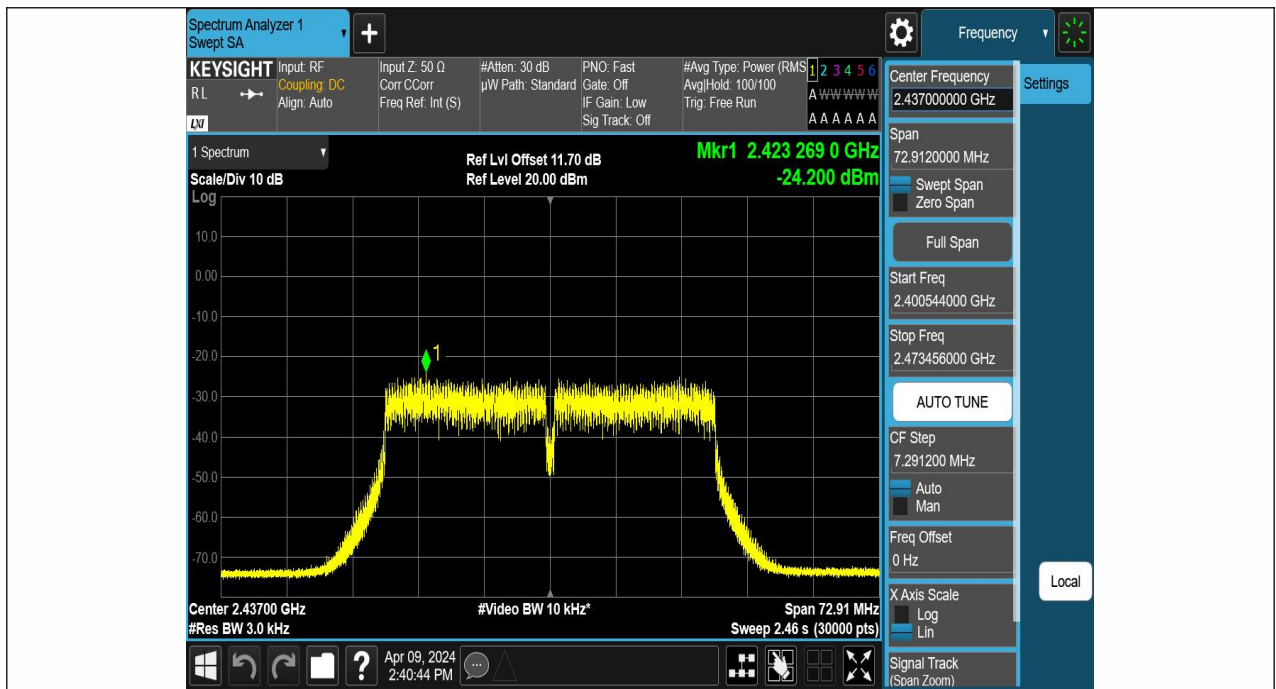 Spectrum Analyzer 1
Swept SA
+
Frequency
KEYSIGHT
RL
LXI
Input: RF
Coupling: DC
Align: Auto
Input Z: 50 Ω
Corr CCorr
Freq Ref: Int (S)
#Atten: 30 dB
µW Path: Standard
PNO: Fast
Gate: Off
IF Gain: Low
Sig Track: Off
#Avg Type: Power (RMS
Avg|Hold: 100/100
Trig: Free Run
1 2 3 4 5 6
A W W W W W
A A A A A A
1 Spectrum
Scale/Div 10 dB
Log
Ref Lvl Offset 11.70 dB
Ref Level 20.00 dBm
Mkr1 2.423 269 0 GHz
-24.200 dBm
10.0
0.00
-10.0
-20.0
-30.0
-40.0
-50.0
-60.0
-70.0
1
Center 2.43700 GHz
#Res BW 3.0 kHz
#Video BW 10 kHz*
Span 72.91 MHz
Sweep 2.46 s (30000 pts)
Center Frequency
2.437000000 GHz
Span
72.9120000 MHz
Swept Span
Zero Span
Full Span
Start Freq
2.400544000 GHz
Stop Freq
2.473456000 GHz
AUTO TUNE
CF Step
7.291200 MHz
Auto
Man
Freq Offset
0 Hz
X Axis Scale
Log
Lin
Signal Track
(Span Zoom)
Settings
Local
?
Apr 09, 2024
2:40:44 PM